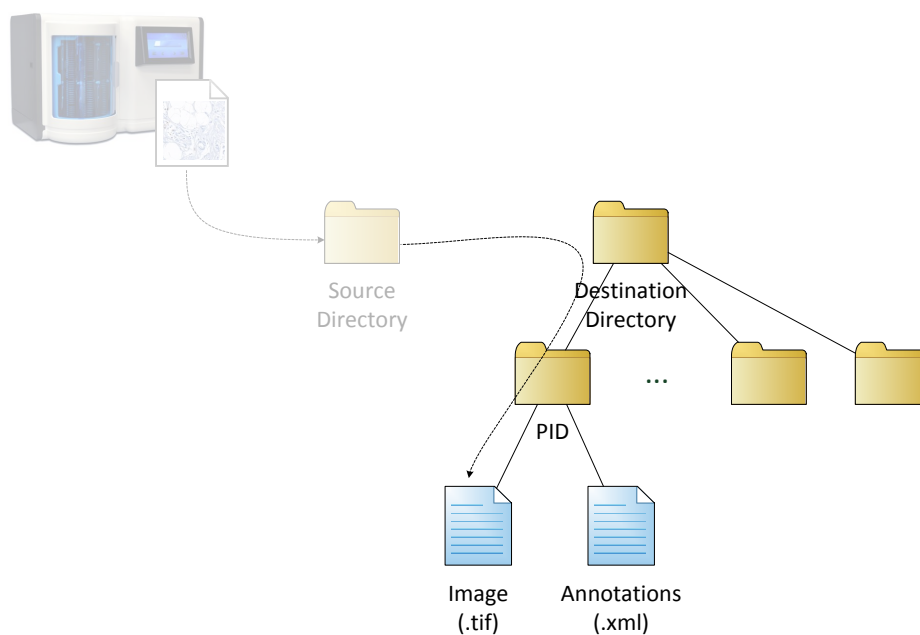 Source
Directory
Destination
Directory
...
PID
Image
(.tif)
Annotations
(.xml)